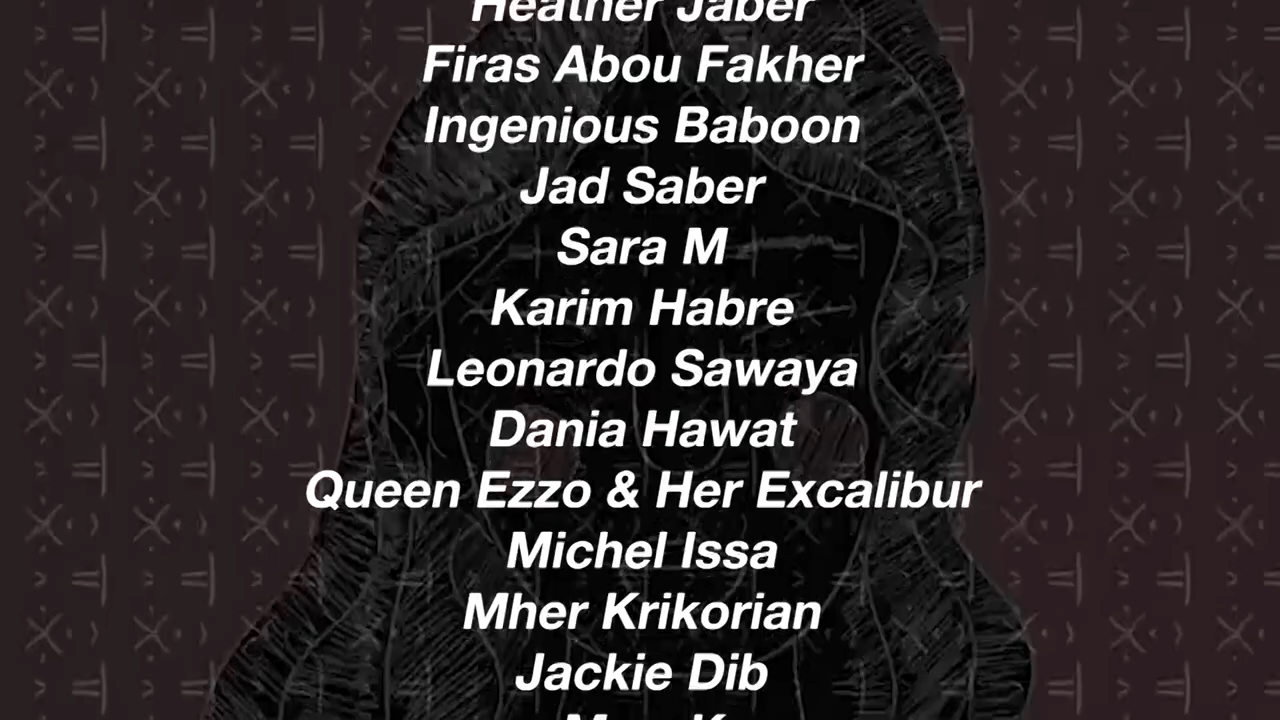 Heather Jaber
Firas Abou Fakher
Ingenious Baboon
Jad Saber
Sara M
Karim Habre
Leonardo Sawaya
Dania Hawat
Queen Ezzo & Her Excalibur
Michel Issa
Mher Krikorian
Jackie Dib